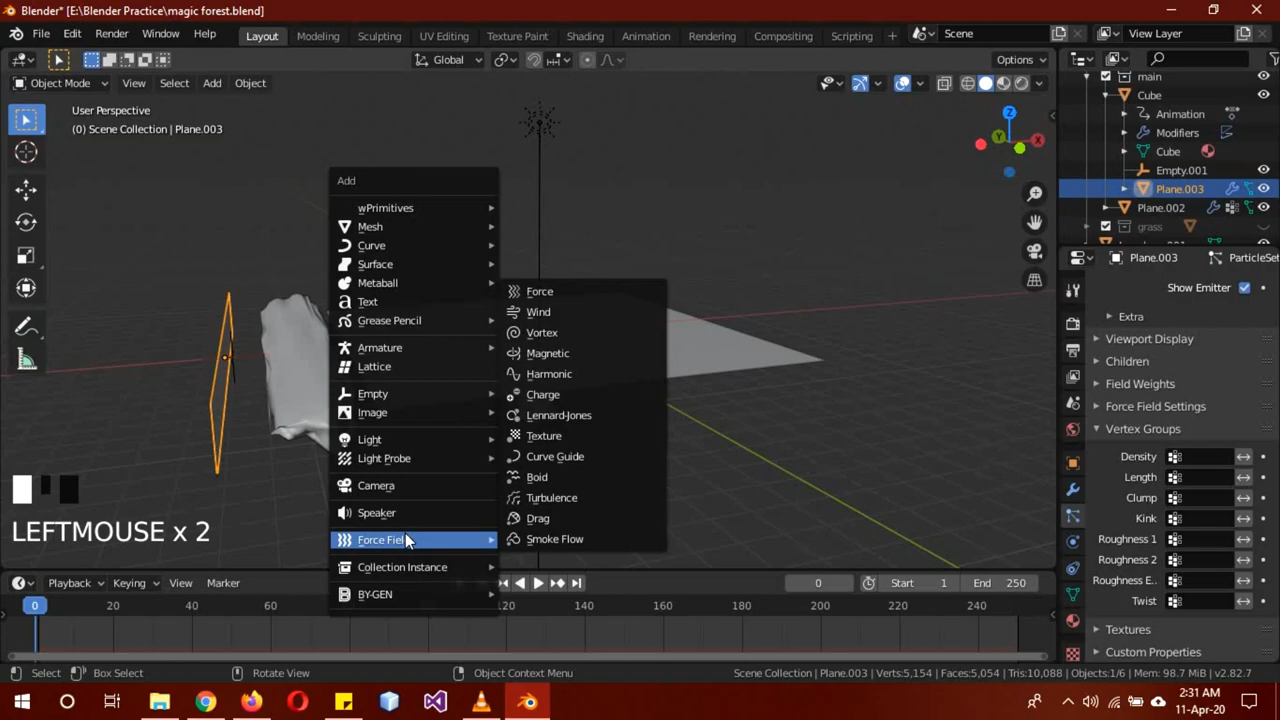 Blender* [E:\Blender Practice\magic forest.blend]
File Edit Render Window Help Layout Modeling Sculpting UV Editing Texture Paint Shading Animation Rendering Compositing Scripting + Scene View Layer
Global Options
Object Mode View Select Add Object
User Perspective
(0) Scene Collection | Plane.003
Z
Y
X
Add
wPrimitives
Mesh
Curve
Surface
Metaball
Text
Grease Pencil
Armature
Lattice
Empty
Image
Light
Light Probe
Camera
Speaker
Force Fiel
Collection Instance
BY-GEN
Force
Wind
Vortex
Magnetic
Harmonic
Charge
Lennard-Jones
Texture
Curve Guide
Boid
Turbulence
Drag
Smoke Flow
LEFTMOUSE x 2
main
Cube
Animation
Modifiers
Cube
Empty.001
Plane.003
Plane.002
grass
Plane.003 ParticleSet
Show Emitter
Extra
Viewport Display
Children
Field Weights
Force Field Settings
Vertex Groups
Density
Length
Clump
Kink
Roughness 1
Roughness 2
Roughness E..
Twist
Textures
Custom Properties
Playback Keying View Marker 0 Start 1 End 250
0 20 40 60 120 140 160 180 200 220 240
Select Box Select Rotate View Object Context Menu Scene Collection | Plane.003 | Verts:5,154 | Faces:5,054 | Tris:10,088 | Objects:1/6 | Mem: 98.7 MiB | v2.82.7
2:31 AM
11-Apr-20